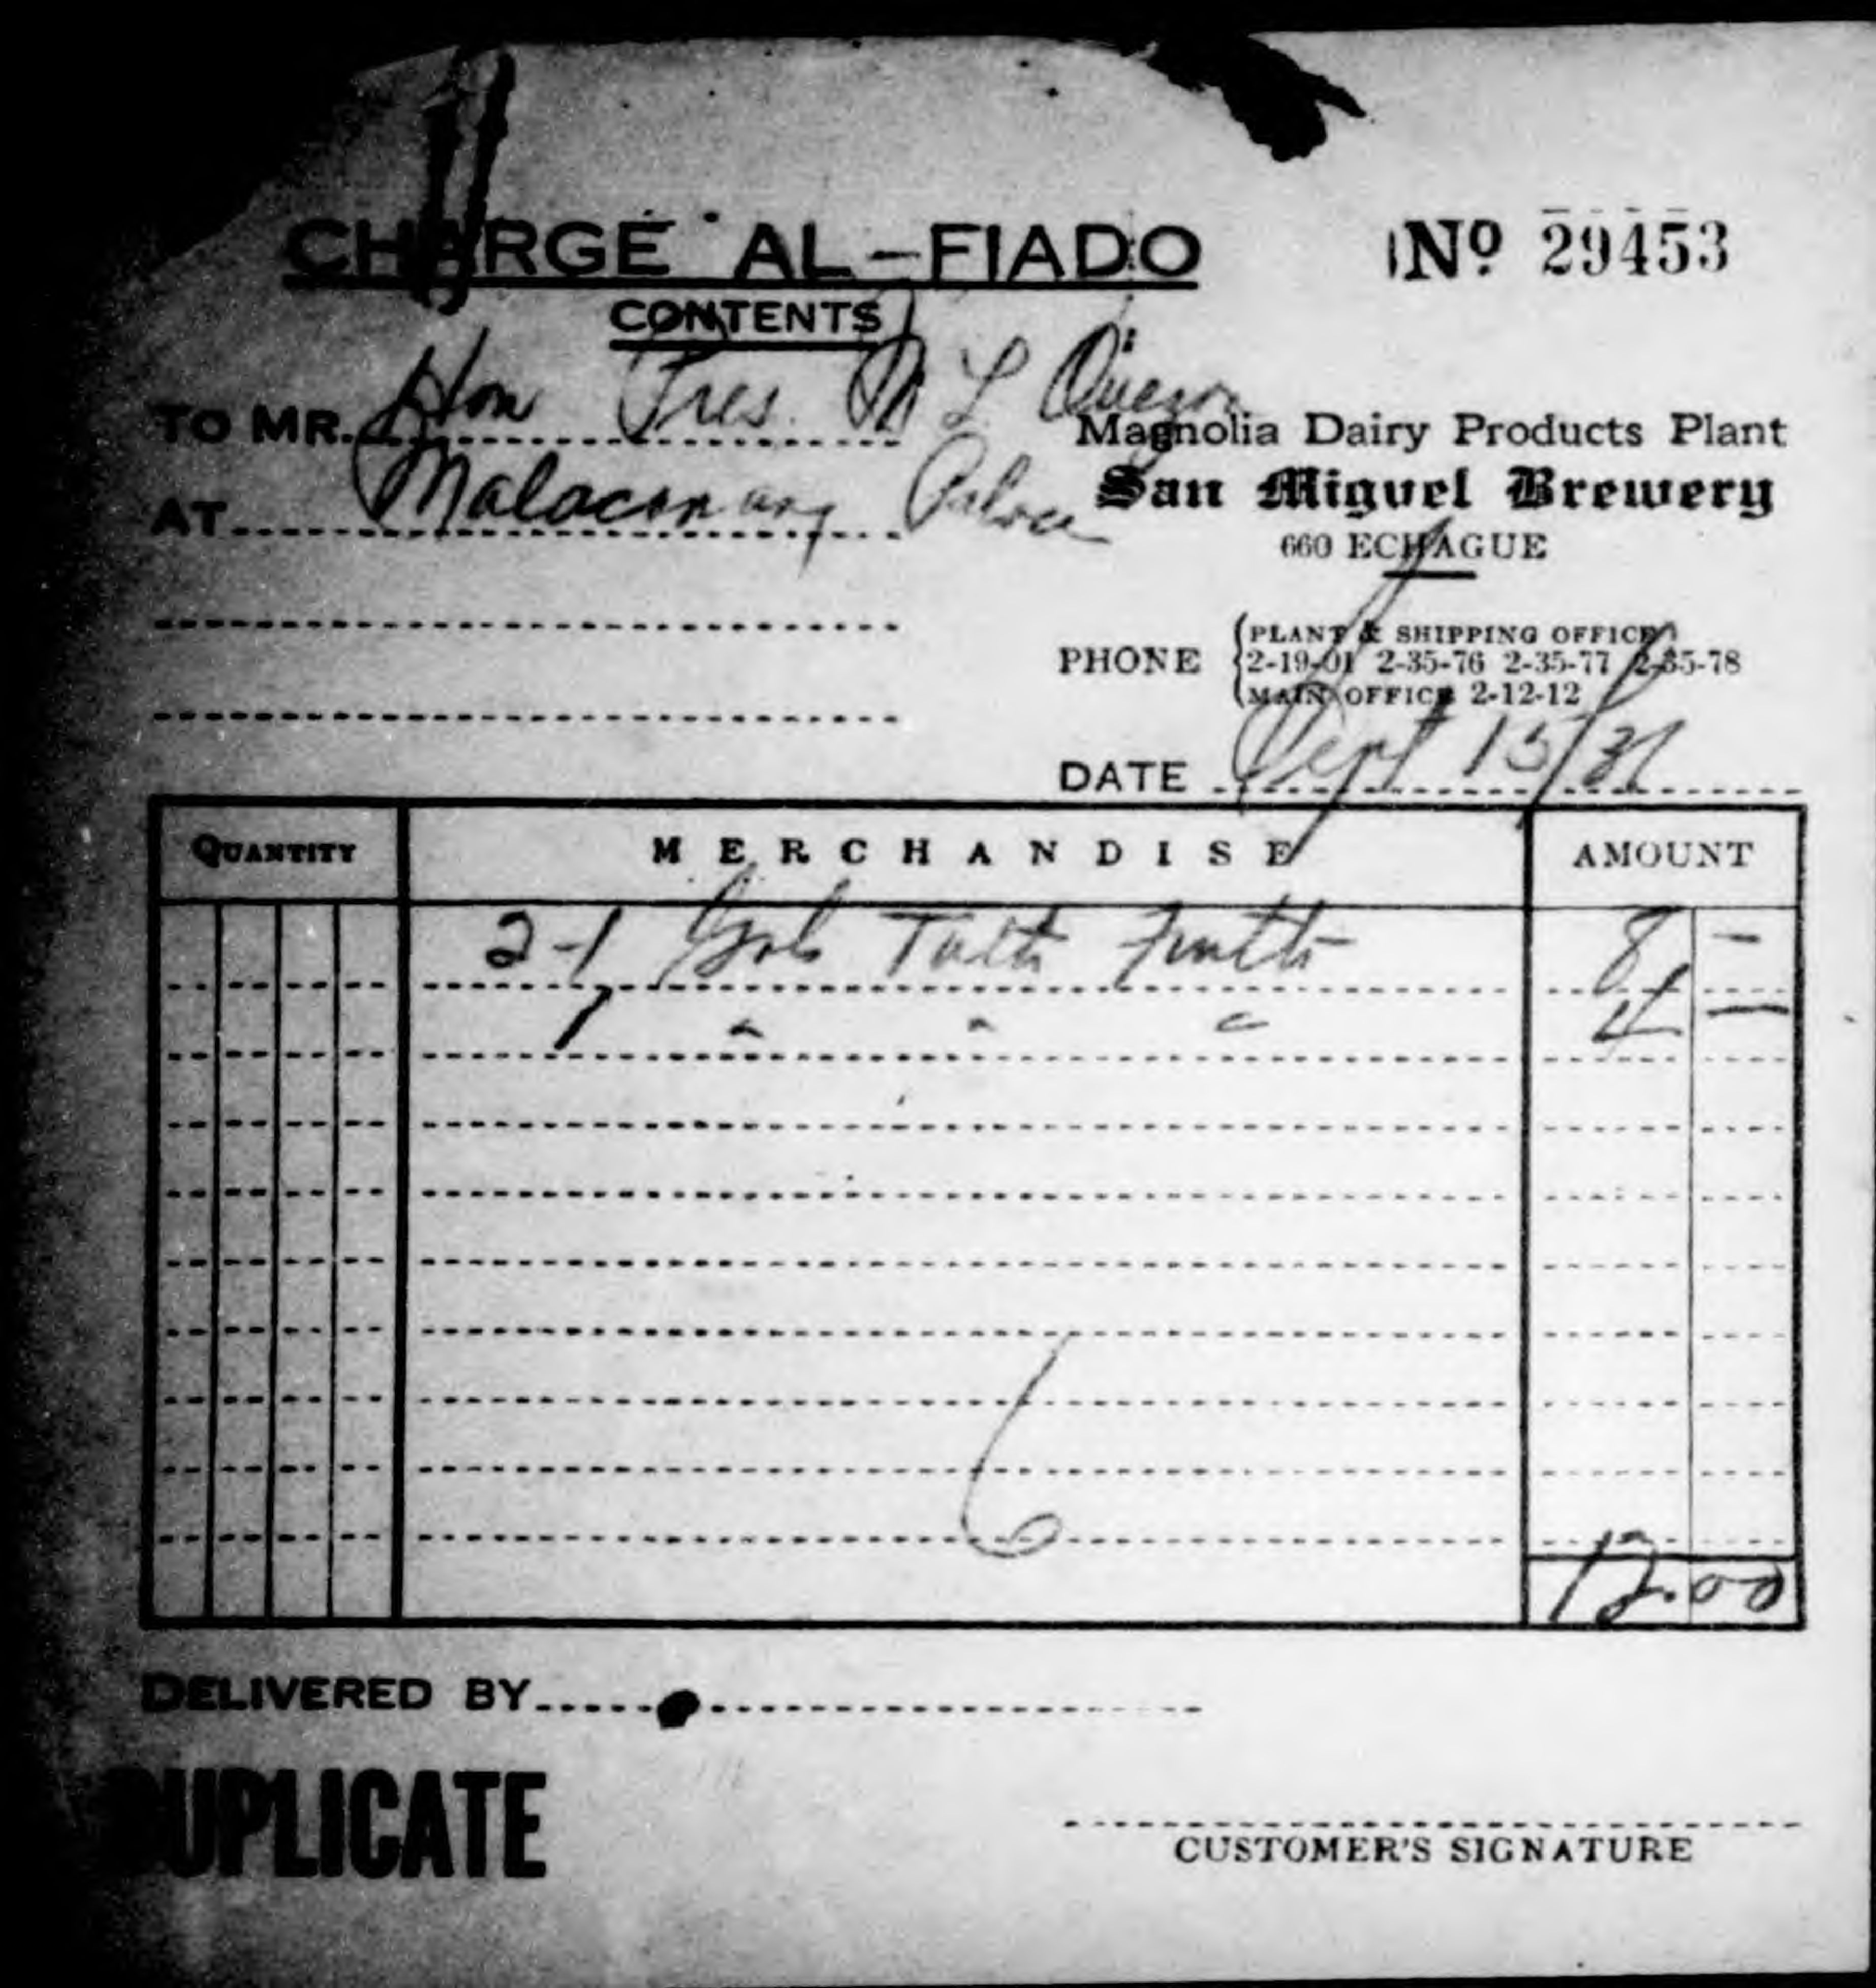 CHARGE AL-FIADO
Nº 29453
CONTENTS
TO MR. Hon Pres. M L Quezon
AT Malacanang Palace
Magnolia Dairy Products Plant
San Miguel Brewery
660 ECHAGUE
PHONE
PLANT & SHIPPING OFFICE
2-19-01 2-35-76 2-35-77 2-35-78
MAIN OFFICE 2-12-12
DATE Sept 15/
QUANTITY MERCHANDISE AMOUNT
2-1 Gal Tutti Frutti 8 —
1 " " " 4 —
6
12.00
DELIVERED BY
DUPLICATE
CUSTOMER'S SIGNATURE